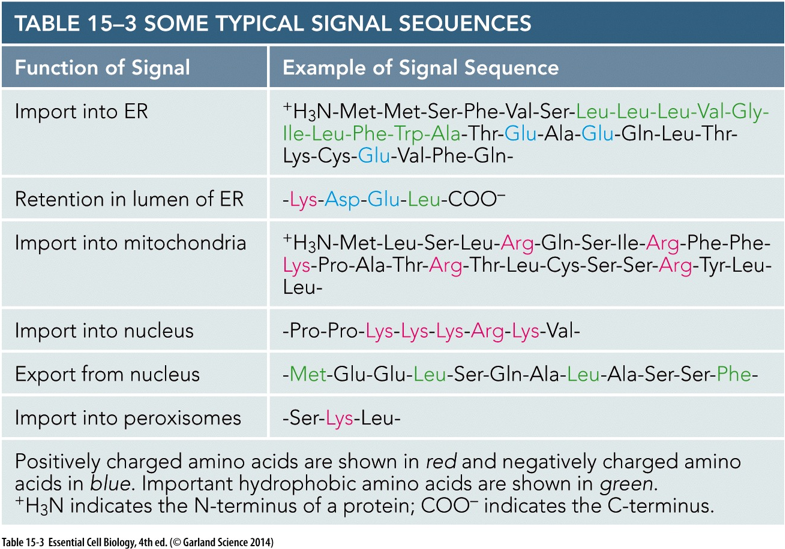 TABLE 15–3 SOME TYPICAL SIGNAL SEQUENCES
Function of Signal Example of Signal Sequence
Import into ER ⁺H₃N-Met-Met-Ser-Phe-Val-Ser-Leu-Leu-Leu-Val-Gly-
Ile-Leu-Phe-Trp-Ala-Thr-Glu-Ala-Glu-Gln-Leu-Thr-
Lys-Cys-Glu-Val-Phe-Gln-
Retention in lumen of ER -Lys-Asp-Glu-Leu-COO⁻
Import into mitochondria ⁺H₃N-Met-Leu-Ser-Leu-Arg-Gln-Ser-Ile-Arg-Phe-Phe-
Lys-Pro-Ala-Thr-Arg-Thr-Leu-Cys-Ser-Ser-Arg-Tyr-Leu-
Leu-
Import into nucleus -Pro-Pro-Lys-Lys-Lys-Arg-Lys-Val-
Export from nucleus -Met-Glu-Glu-Leu-Ser-Gln-Ala-Leu-Ala-Ser-Ser-Phe-
Import into peroxisomes -Ser-Lys-Leu-
Positively charged amino acids are shown in red and negatively charged amino
acids in blue. Important hydrophobic amino acids are shown in green.
⁺H₃N indicates the N-terminus of a protein; COO⁻ indicates the C-terminus.
Table 15-3 Essential Cell Biology, 4th ed. (© Garland Science 2014)